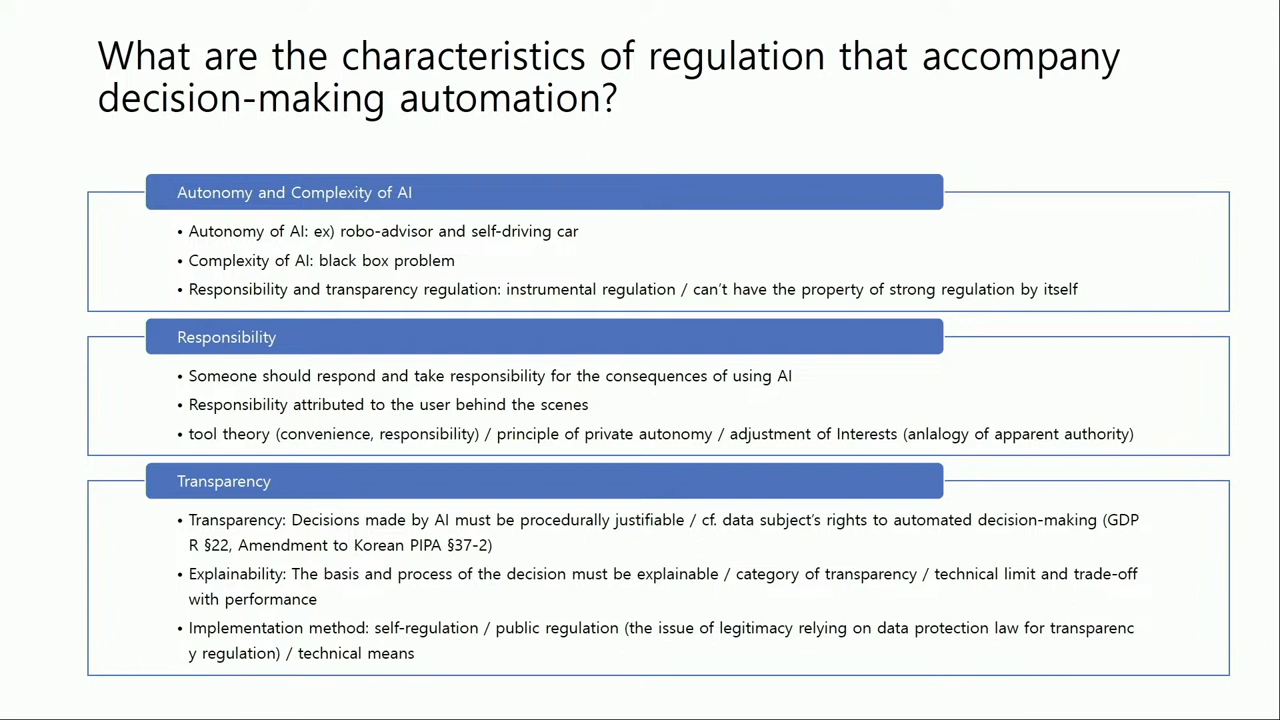 What are the characteristics of regulation that accompany
decision-making automation?
Autonomy and Complexity of AI
• Autonomy of AI: ex) robo-advisor and self-driving car
• Complexity of AI: black box problem
• Responsibility and transparency regulation: instrumental regulation / can't have the property of strong regulation by itself
Responsibility
• Someone should respond and take responsibility for the consequences of using AI
• Responsibility attributed to the user behind the scenes
• tool theory (convenience, responsibility) / principle of private autonomy / adjustment of Interests (anlalogy of apparent authority)
Transparency
• Transparency: Decisions made by AI must be procedurally justifiable / cf. data subject's rights to automated decision-making (GDP
R §22, Amendment to Korean PIPA §37-2)
• Explainability: The basis and process of the decision must be explainable / category of transparency / technical limit and trade-off
with performance
• Implementation method: self-regulation / public regulation (the issue of legitimacy relying on data protection law for transparenc
y regulation) / technical means